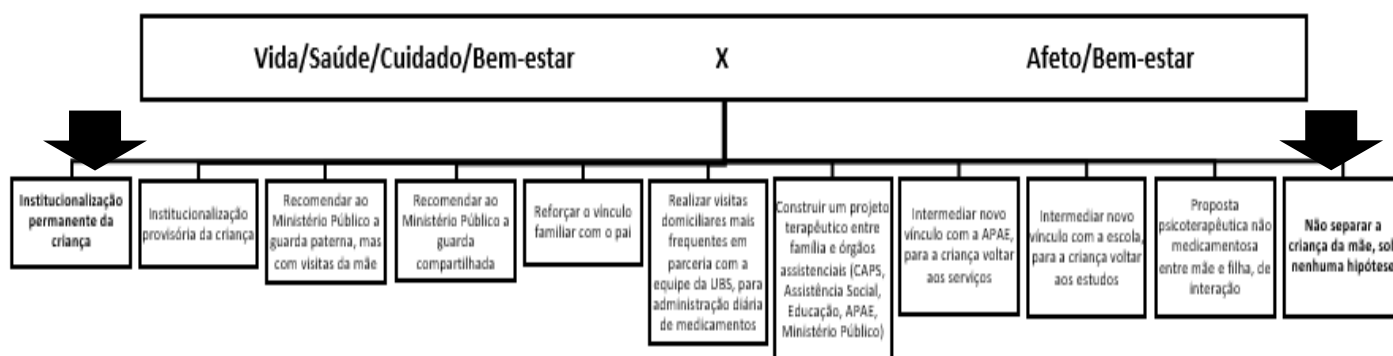 Vida/Saúde/Cuidado/Bem-estar X Afeto/Bem-estar
Institucionalização
permanente da
criança
Institucionalização
provisória da criança
Recomendar ao
Ministério Público a
guarda paterna, mas
com visitas da mãe
Recomendar ao
Ministério Público a
guarda
compartilhada
Reforçar o vínculo
familiar com o pai
Realizar visitas
domiciliares mais
frequentes em
parceria com a
equipe da UBS, para
administração diária
de medicamentos
Construir um projeto
terapêutico entre
família e órgãos
assistenciais (CAPS,
Assistência Social,
Educação, APAE,
Ministério Público)
Intermediar novo
vínculo com a APAE,
para a criança voltar
aos serviços
Intermediar novo
vínculo com a escola,
para a criança voltar
aos estudos
Proposta
psicoterapêutica não
medicamentosa
entre mãe e filha, de
interação
Não separar a
criança da mãe, sob
nenhuma hipótese